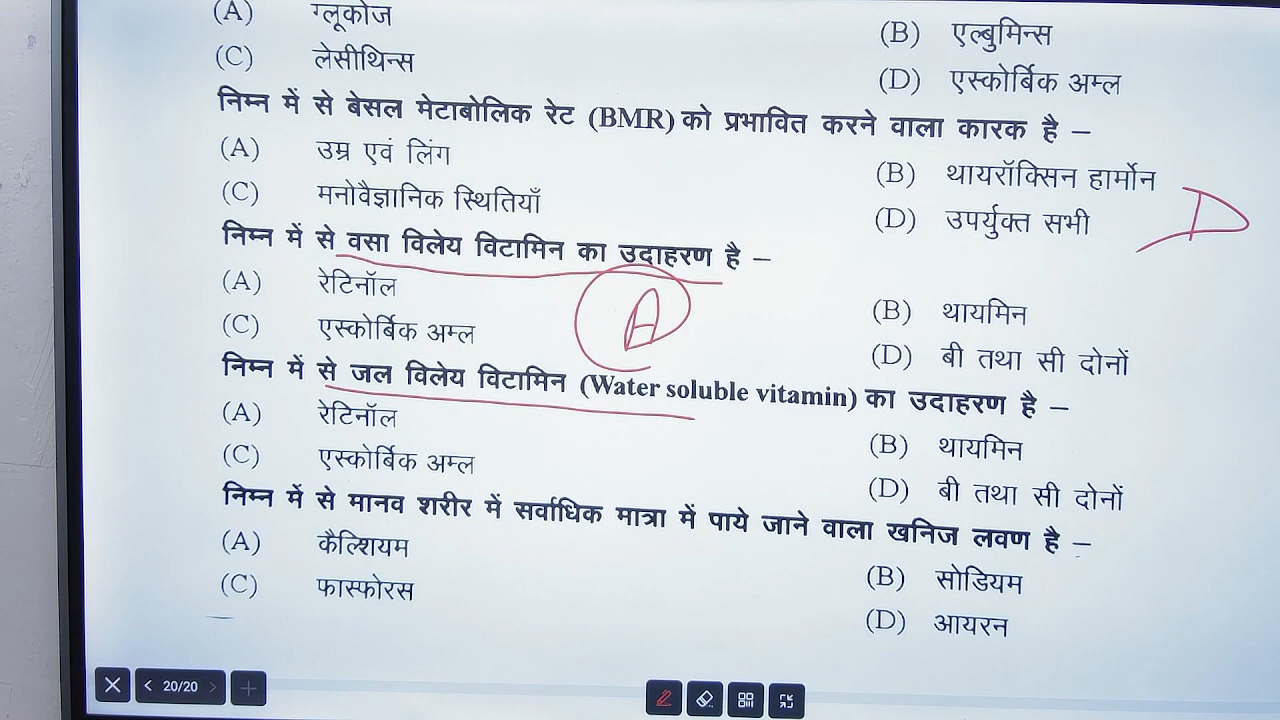 (A) ग्लूकोज (B) एल्बुमिन्स
(C) लेसीथिन्स (D) एस्कोर्बिक अम्ल
निम्न में से बेसल मेटाबोलिक रेट (BMR) को प्रभावित करने वाला कारक है –
(A) उम्र एवं लिंग (B) थायरॉक्सिन हार्मोन
(C) मनोवैज्ञानिक स्थितियाँ (D) उपर्युक्त सभी D
निम्न में से वसा विलेय विटामिन का उदाहरण है –
(A) रेटिनॉल (B) थायमिन
A
(C) एस्कोर्बिक अम्ल (D) बी तथा सी दोनों
निम्न में से जल विलेय विटामिन (Water soluble vitamin) का उदाहरण है –
(A) रेटिनॉल (B) थायमिन
(C) एस्कोर्बिक अम्ल (D) बी तथा सी दोनों
निम्न में से मानव शरीर में सर्वाधिक मात्रा में पाये जाने वाला खनिज लवण है –
(A) कैल्शियम (B) सोडियम
(C) फास्फोरस (D) आयरन
20/20